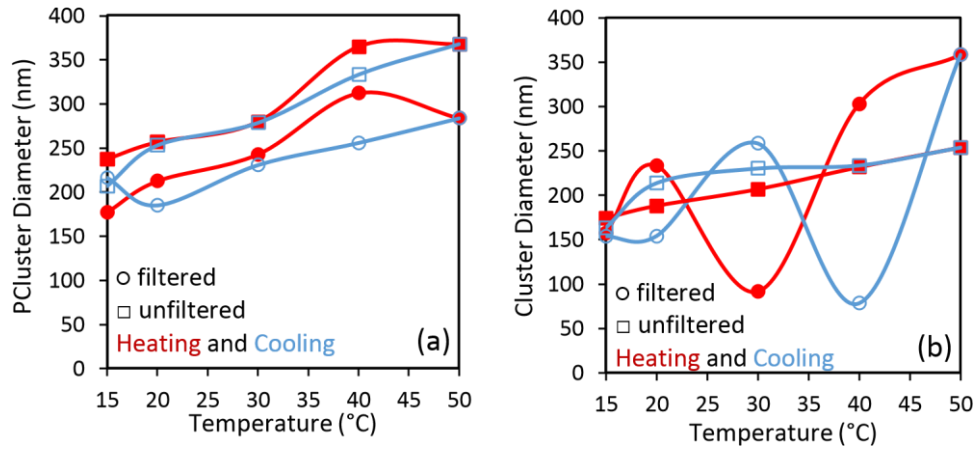 400
350
300
250
200
150
100
50
0
PCluster Diameter (nm)
○ filtered
□ unfiltered
Heating and Cooling
(a)
15 20 25 30 35 40 45 50
Temperature (°C)
400
350
300
250
200
150
100
50
0
Cluster Diameter (nm)
○ filtered
□ unfiltered
Heating and Cooling
(b)
15 20 25 30 35 40 45 50
Temperature (°C)